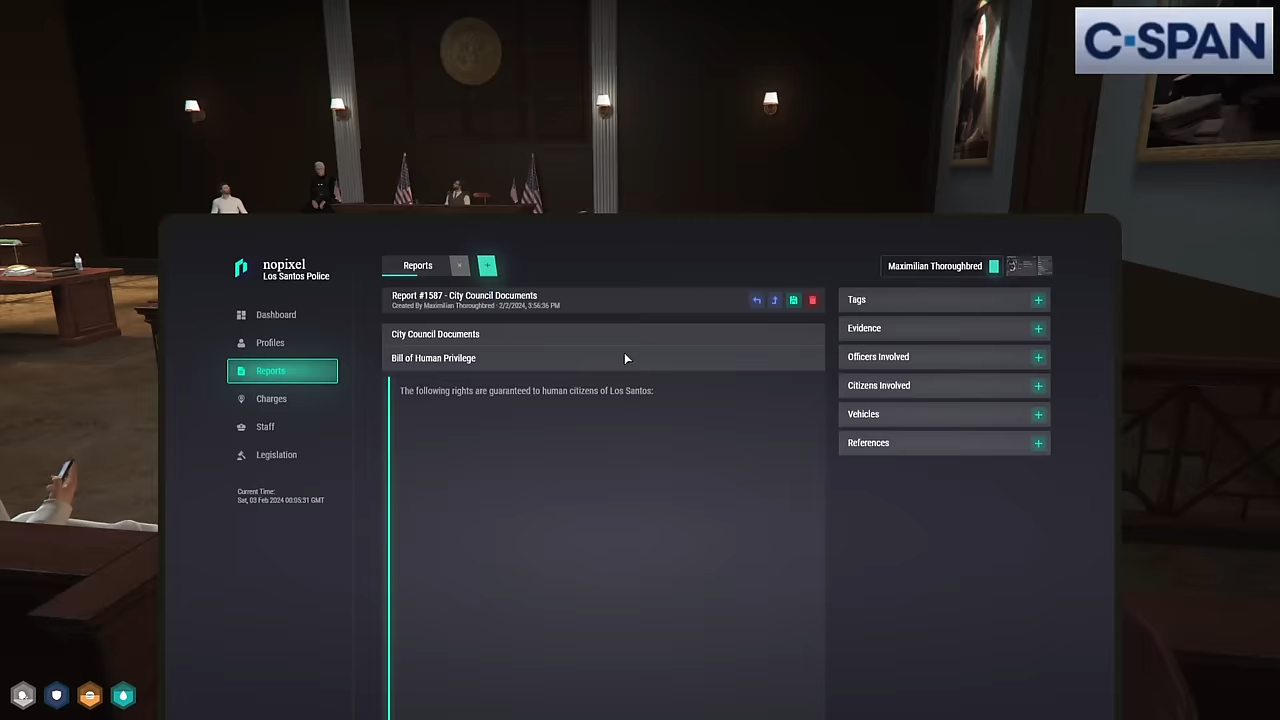 C-SPAN
nopixel
Los Santos Police
Reports
Maximilian Thoroughbred
Report #1587 - City Council Documents
Created By Maximilian Thoroughbred - 2/2/2024, 3:56:36 PM
Dashboard
Profiles
Reports
Charges
Staff
Legislation
Current Time:
Sat, 03 Feb 2024 00:05:31 GMT
City Council Documents
Bill of Human Privilege
The following rights are guaranteed to human citizens of Los Santos:
Tags
Evidence
Officers Involved
Citizens Involved
Vehicles
References